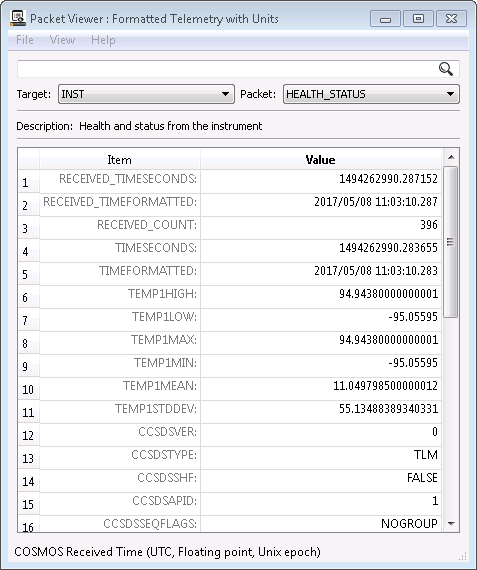 Packet Viewer : Formatted Telemetry with Units
File View Help
Target: INST Packet: HEALTH_STATUS
Description: Health and status from the instrument
Item Value
1 RECEIVED_TIMESECONDS: 1494262990.287152
2 RECEIVED_TIMEFORMATTED: 2017/05/08 11:03:10.287
3 RECEIVED_COUNT: 396
4 TIMESECONDS: 1494262990.283655
5 TIMEFORMATTED: 2017/05/08 11:03:10.283
6 TEMP1HIGH: 94.94380000000001
7 TEMP1LOW: -95.05595
8 TEMP1MAX: 94.94380000000001
9 TEMP1MIN: -95.05595
10 TEMP1MEAN: 11.049798500000012
11 TEMP1STDDEV: 55.13488389340331
12 CCSDSVER: 0
13 CCSDSTYPE: TLM
14 CCSDSSHF: FALSE
15 CCSDSAPID: 1
16 CCSDSSEQFLAGS: NOGROUP
COSMOS Received Time (UTC, Floating point, Unix epoch)